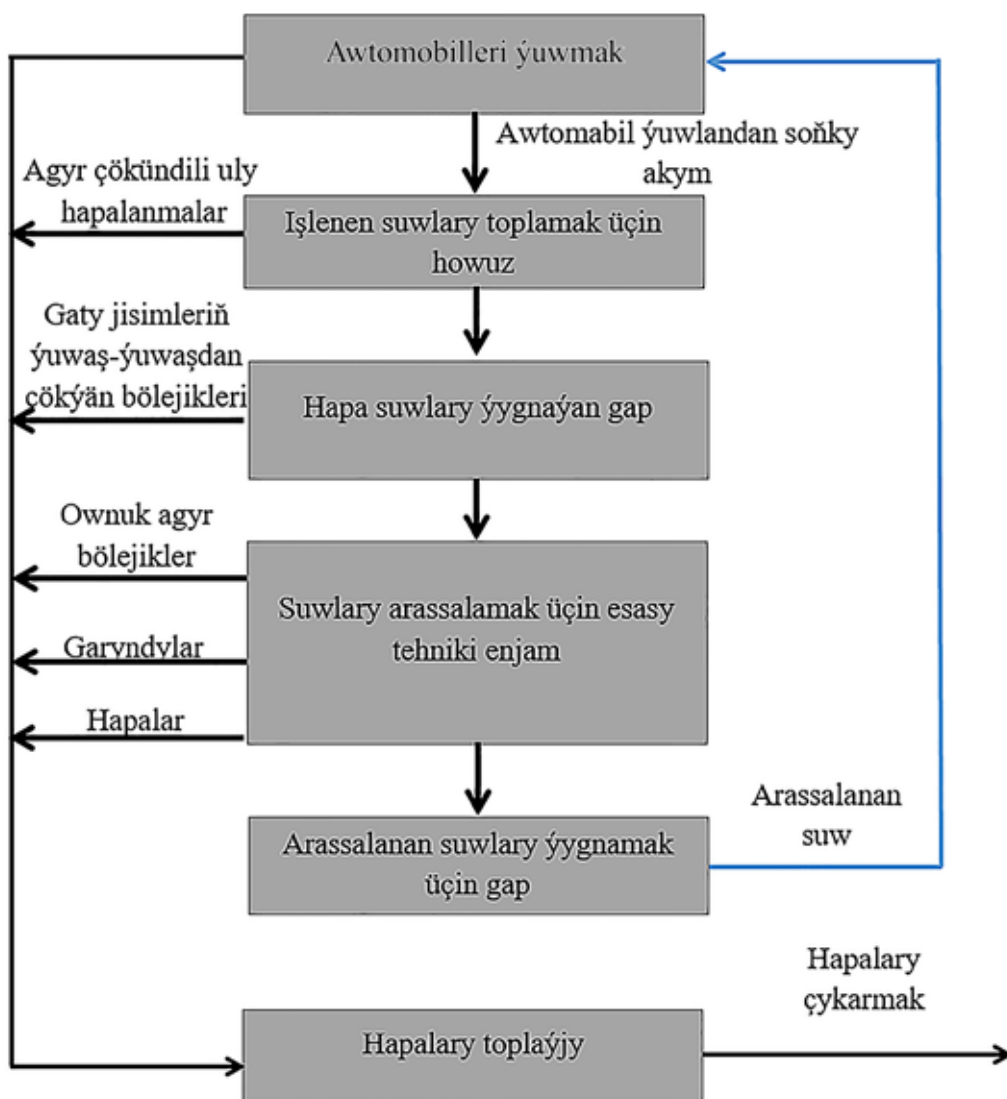 Awtomobilleri ýuwmak
Awtomabil ýuwlandan soňky
akym
Agyr çökündili uly
hapalanmalar
Işlenen suwlary toplamak üçin
howuz
Gaty jisimleriň
ýuwaş-ýuwaşdan
çökýän bölejikleri
Hapa suwlary ýygnaýan gap
Ownuk agyr
bölejikler
Suwlary arassalamak üçin esasy
tehniki enjam
Garyndylar
Hapalar
Arassalanan
suw
Arassalanan suwlary ýygnamak
üçin gap
Hapalary
çykarmak
Hapalary toplaýjy